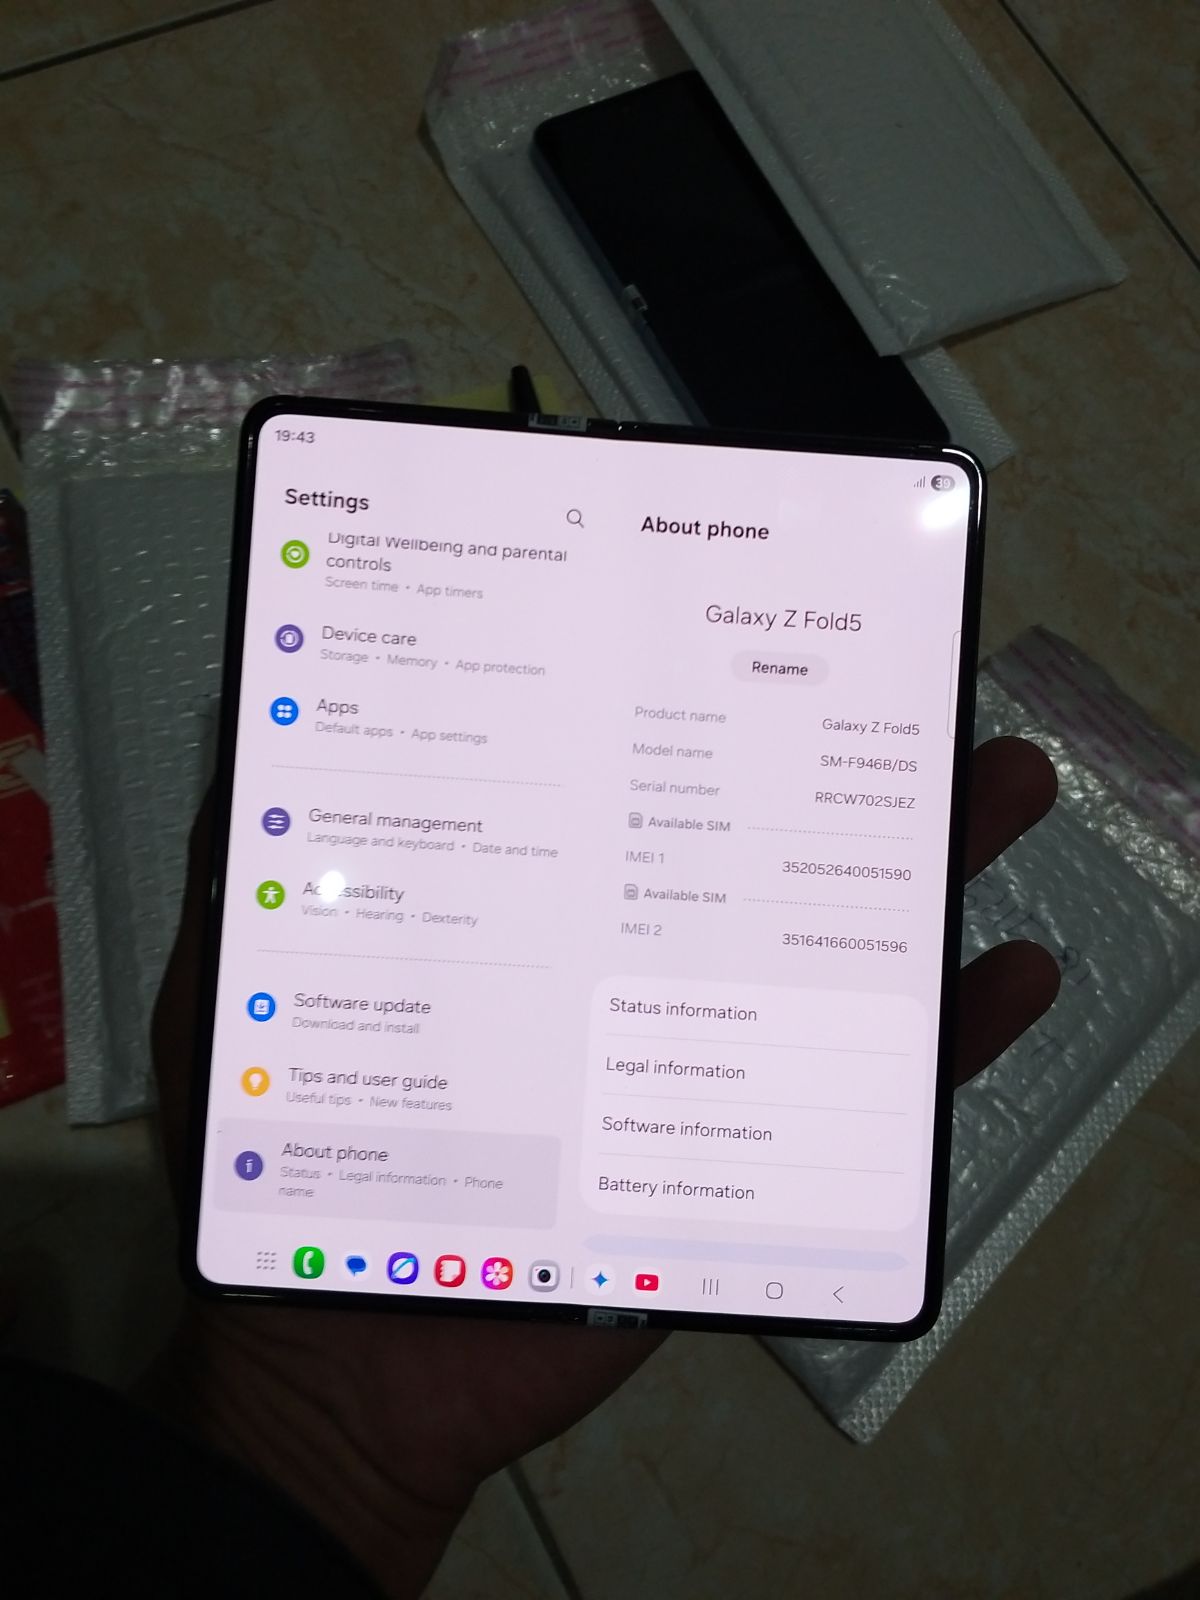 19:43
39
Settings
Digital Wellbeing and parental
controls
Screen time • App timers
Device care
Storage • Memory • App protection
Apps
Default apps • App settings
General management
Language and keyboard • Date and time
Vision • Hearing • Dexterity
Software update
Download and install
Tips and user guide
Useful tips • New features
About phone
Status • Legal information • Phone
name
About phone
Galaxy Z Fold5
Rename
Product name Galaxy Z Fold5
Model name SM-F946B/DS
Serial number RRCW702SJEZ
Available SIM
IMEI 1 352052640051590
Available SIM
IMEI 2 351641660051596
Status information
Legal information
Software information
Battery information